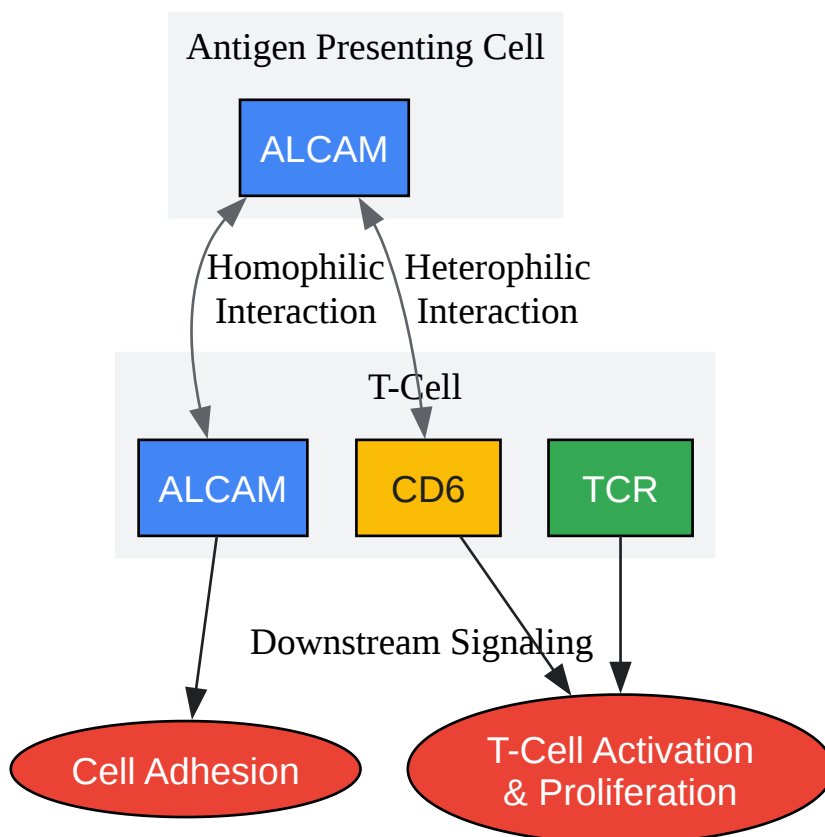 Antigen Presenting Cell
ALCAM
Homophilic
Interaction
Heterophilic
Interaction
T-Cell
ALCAM
CD6
TCR
Downstream Signaling
Cell Adhesion
T-Cell Activation
& Proliferation